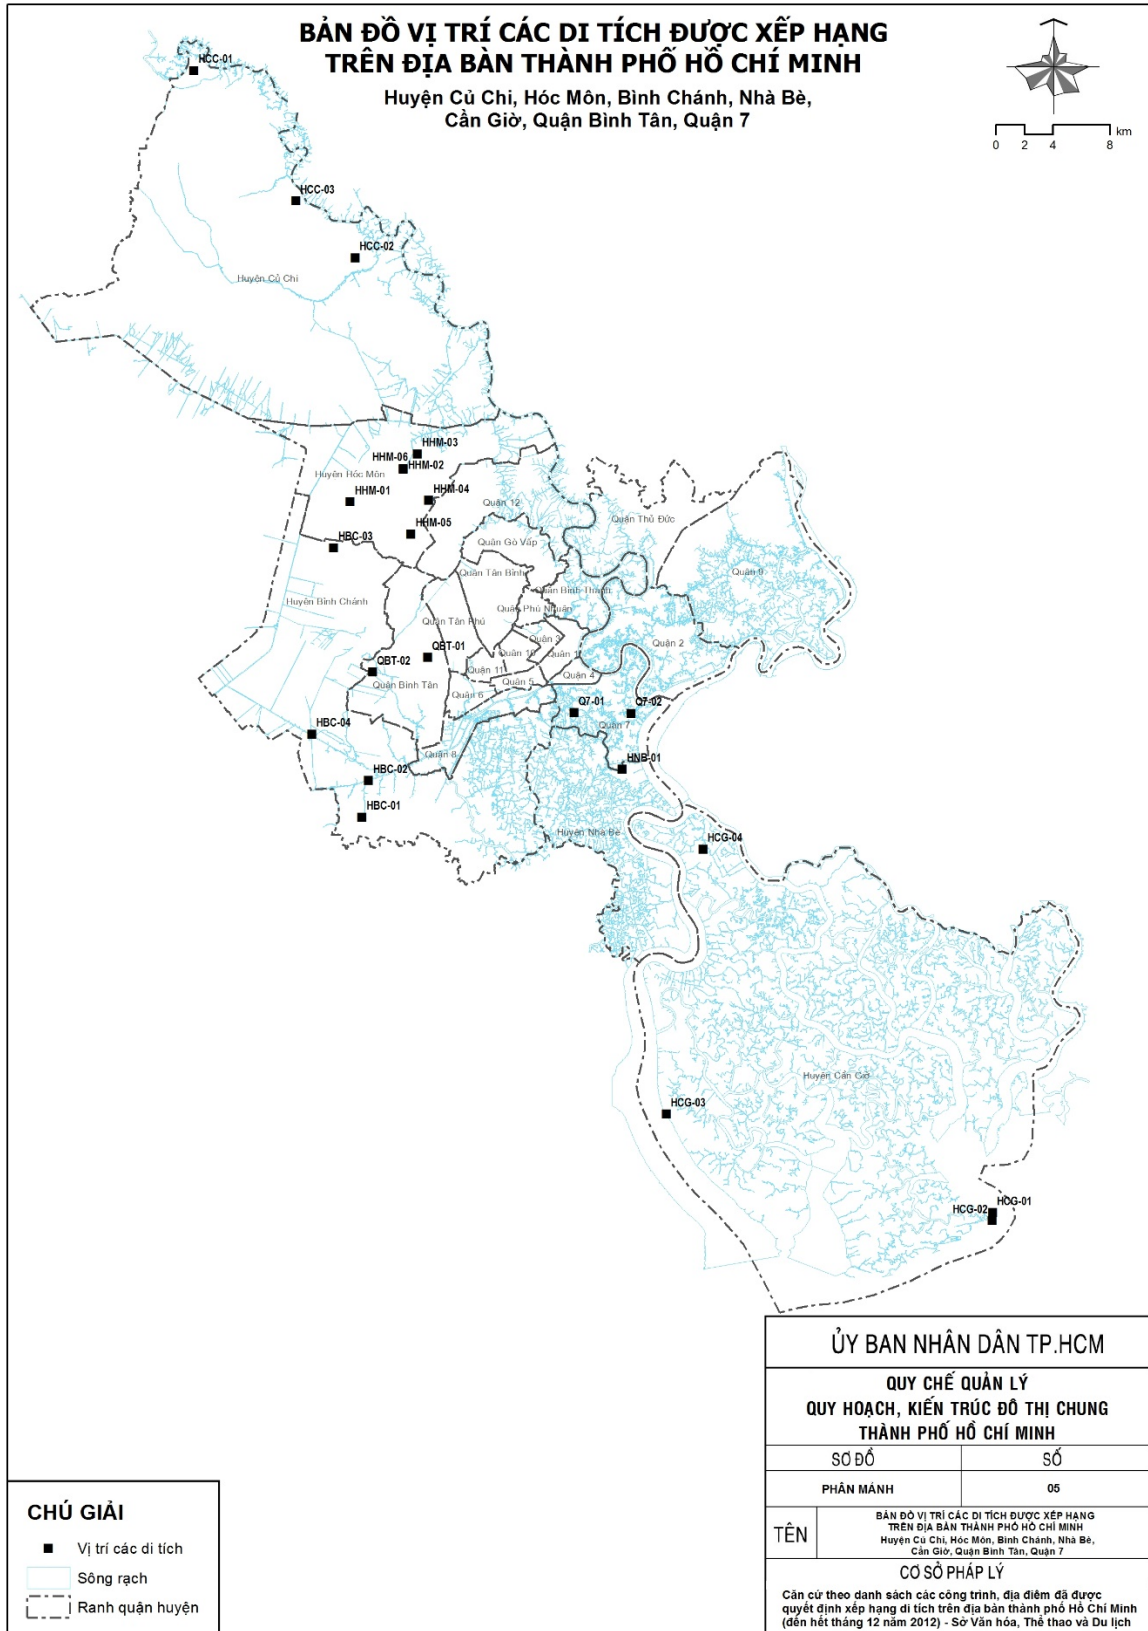 BẢN ĐỒ VỊ TRÍ CÁC DI TÍCH ĐƯỢC XẾP HẠNG
TRÊN ĐỊA BÀN THÀNH PHỐ HỒ CHÍ MINH
Huyện Củ Chi, Hóc Môn, Bình Chánh, Nhà Bè,
Cần Giờ, Quận Bình Tân, Quận 7
km
0 2 4 8
HCC-01
HCC-03
HCC-02
Huyện Củ Chi
HHM-03
HHM-06
HHM-02
Huyện Hóc Môn
HHM-01
HHM-04
Quận 12
HHM-05
HBC-03
Quận Gò Vấp
Quận Thủ Đức
Quận 9
Quận Tân Bình
Quận Bình Thạnh
Huyện Bình Chánh
Quận Phú Nhuận
Quận Tân Phú
Quận 3
Quận 2
QBT-01
Quận 10
Quận 1
QBT-02
Quận 11
Quận 4
Quận Bình Tân
Quận 5
Quận 6
Q7-01
Q7-02
Quận 7
HBC-04
Quận 8
HNB-01
HBC-02
HBC-01
Huyện Nhà Bè
HCG-04
Huyện Cần Giờ
HCG-03
HCG-01
HCG-02
ỦY BAN NHÂN DÂN TP.HCM
QUY CHẾ QUẢN LÝ
QUY HOẠCH, KIẾN TRÚC ĐÔ THỊ CHUNG
THÀNH PHỐ HỒ CHÍ MINH
SƠ ĐỒ SỐ
PHÂN MẢNH 05
TÊN
BẢN ĐỒ VỊ TRÍ CÁC DI TÍCH ĐƯỢC XẾP HẠNG
TRÊN ĐỊA BÀN THÀNH PHỐ HỒ CHÍ MINH
Huyện Củ Chi, Hóc Môn, Bình Chánh, Nhà Bè,
Cần Giờ, Quận Bình Tân, Quận 7
CƠ SỞ PHÁP LÝ
Căn cứ theo danh sách các công trình, địa điểm đã được
quyết định xếp hạng di tích trên địa bàn thành phố Hồ Chí Minh
(đến hết tháng 12 năm 2012) - Sở Văn hóa, Thể thao và Du lịch
CHÚ GIẢI
Vị trí các di tích
Sông rạch
Ranh quận huyện